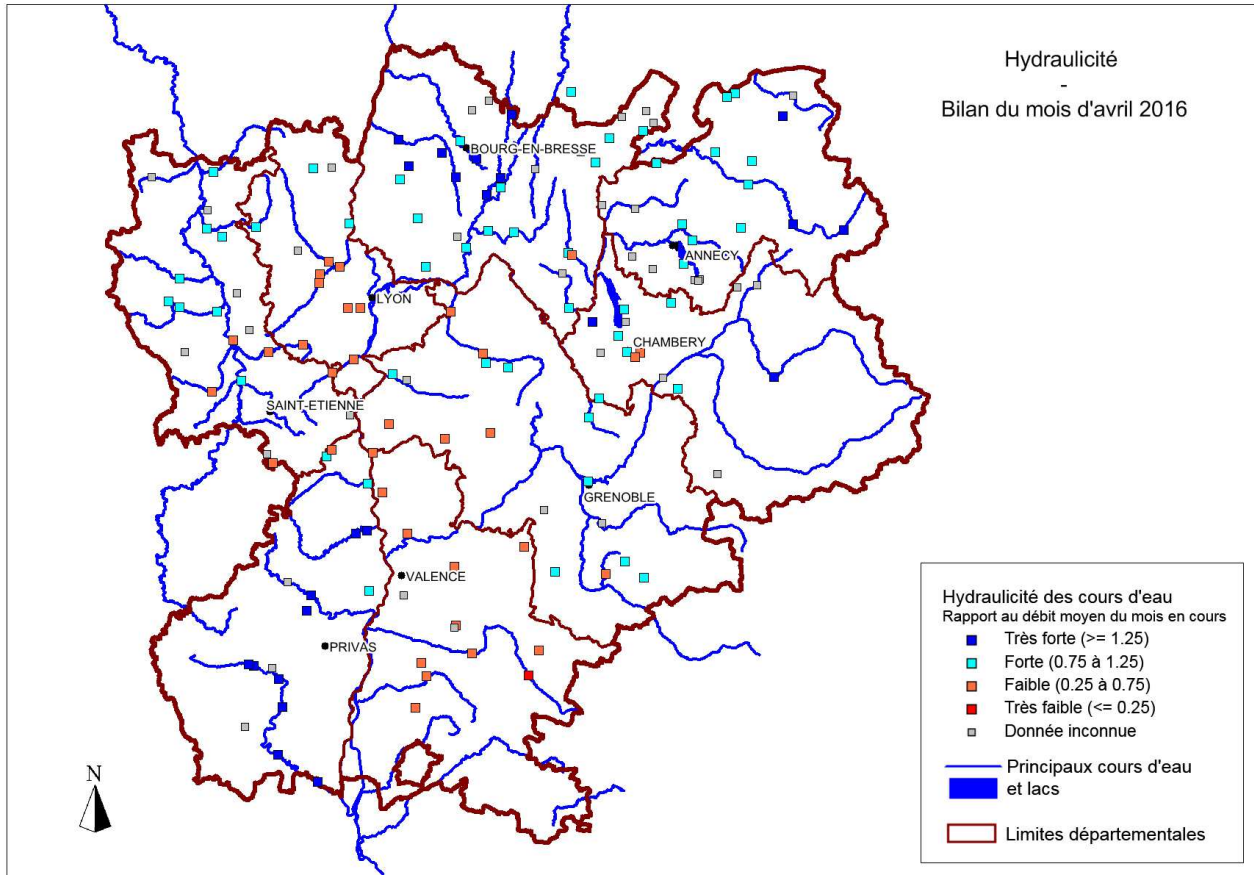 Hydraulicité
-
Bilan du mois d'avril 2016
BOURG-EN-BRESSE
ANNECY
LYON
CHAMBERY
SAINT-ETIENNE
GRENOBLE
VALENCE
PRIVAS
N
Hydraulicité des cours d'eau
Rapport au débit moyen du mois en cours
Très forte (>= 1.25)
Forte (0.75 à 1.25)
Faible (0.25 à 0.75)
Très faible (<= 0.25)
Donnée inconnue
Principaux cours d'eau
et lacs
Limites départementales